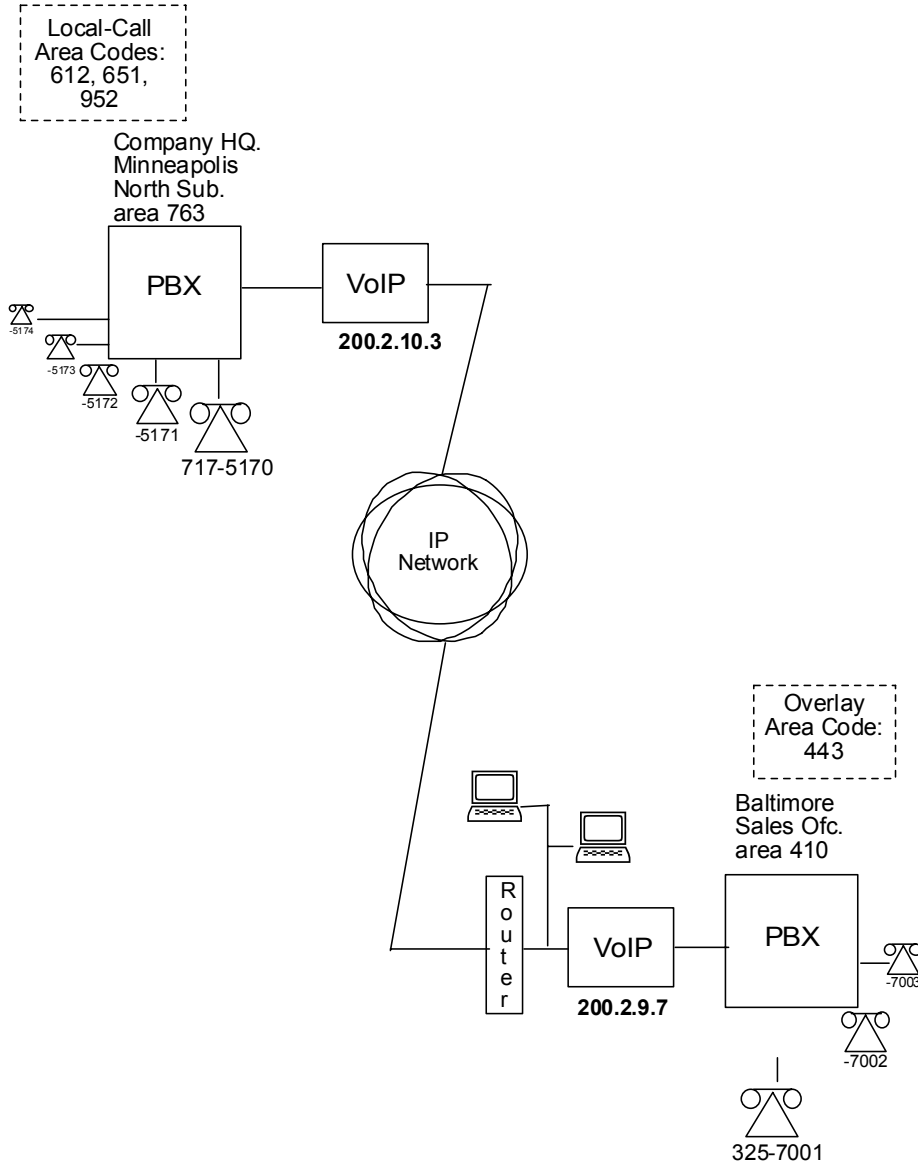 Local-Call
Area Codes:
612, 651,
952
Company HQ.
Minneapolis
North Sub.
area 763
PBX
VoIP
200.2.10.3
-5174
-5173
-5172
-5171
717-5170
IP
Network
Overlay
Area Code:
443
Baltimore
Sales Ofc.
area 410
Router
VoIP
200.2.9.7
PBX
-7003
-7002
325-7001